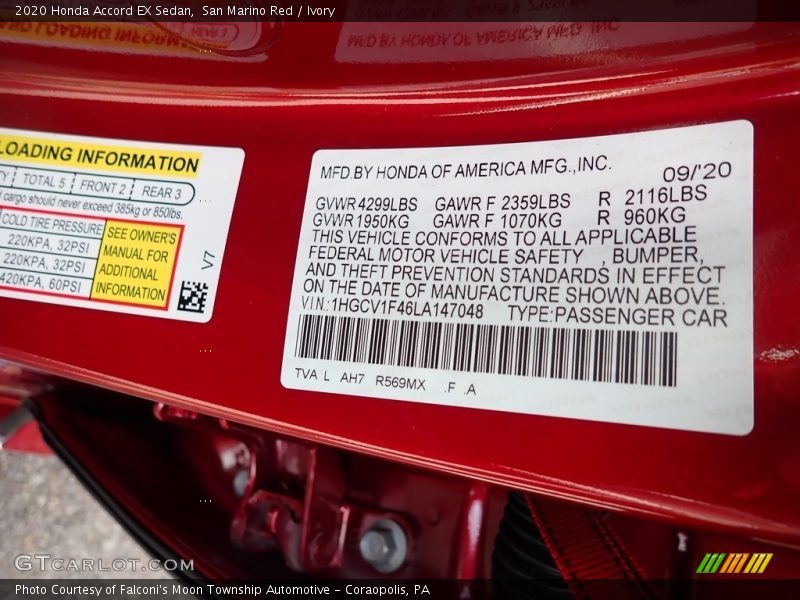 2020 Honda Accord EX Sedan, San Marino Red / Ivory
LOADING INFORMATION
TOTAL 5 FRONT 2 REAR 3
cargo should never exceed 385kg or 850lbs.
COLD TIRE PRESSURE
220KPA, 32PSI
220KPA, 32PSI
420KPA, 60PSI
SEE OWNER'S
MANUAL FOR
ADDITIONAL
INFORMATION
V7
MFD.BY HONDA OF AMERICA MFG.,INC. 09/'20
GVWR 4299LBS GAWR F 2359LBS R 2116LBS
GVWR 1950KG GAWR F 1070KG R 960KG
THIS VEHICLE CONFORMS TO ALL APPLICABLE
FEDERAL MOTOR VEHICLE SAFETY , BUMPER,
AND THEFT PREVENTION STANDARDS IN EFFECT
ON THE DATE OF MANUFACTURE SHOWN ABOVE.
VIN:1HGCV1F46LA147048 TYPE:PASSENGER CAR
TVA L AH7 R569MX .F .A
GTCARLOT.COM
Photo Courtesy of Falconi's Moon Township Automotive - Coraopolis, PA